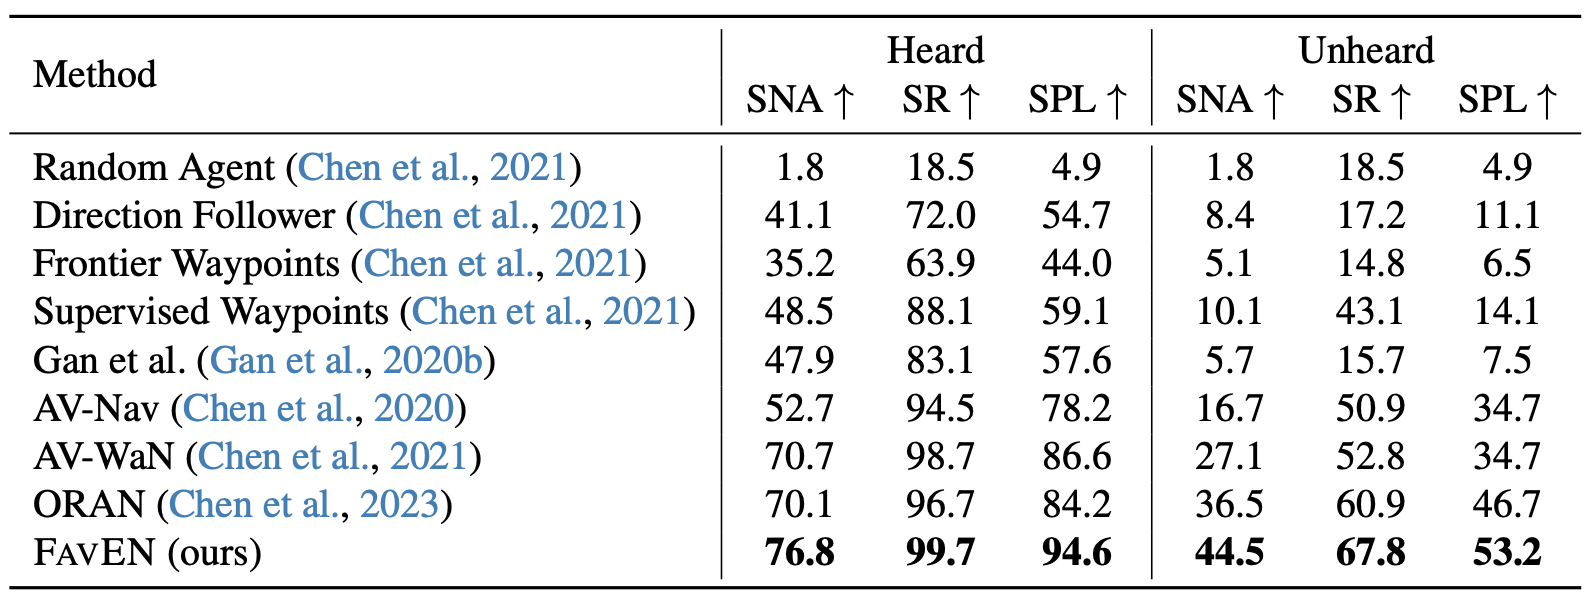 Method Heard Unheard
SNA ↑ SR ↑ SPL ↑ SNA ↑ SR ↑ SPL ↑
Random Agent (Chen et al., 2021) 1.8 18.5 4.9 1.8 18.5 4.9
Direction Follower (Chen et al., 2021) 41.1 72.0 54.7 8.4 17.2 11.1
Frontier Waypoints (Chen et al., 2021) 35.2 63.9 44.0 5.1 14.8 6.5
Supervised Waypoints (Chen et al., 2021) 48.5 88.1 59.1 10.1 43.1 14.1
Gan et al. (Gan et al., 2020b) 47.9 83.1 57.6 5.7 15.7 7.5
AV-Nav (Chen et al., 2020) 52.7 94.5 78.2 16.7 50.9 34.7
AV-WaN (Chen et al., 2021) 70.7 98.7 86.6 27.1 52.8 34.7
ORAN (Chen et al., 2023) 70.1 96.7 84.2 36.5 60.9 46.7
FAVEN (ours) 76.8 99.7 94.6 44.5 67.8 53.2